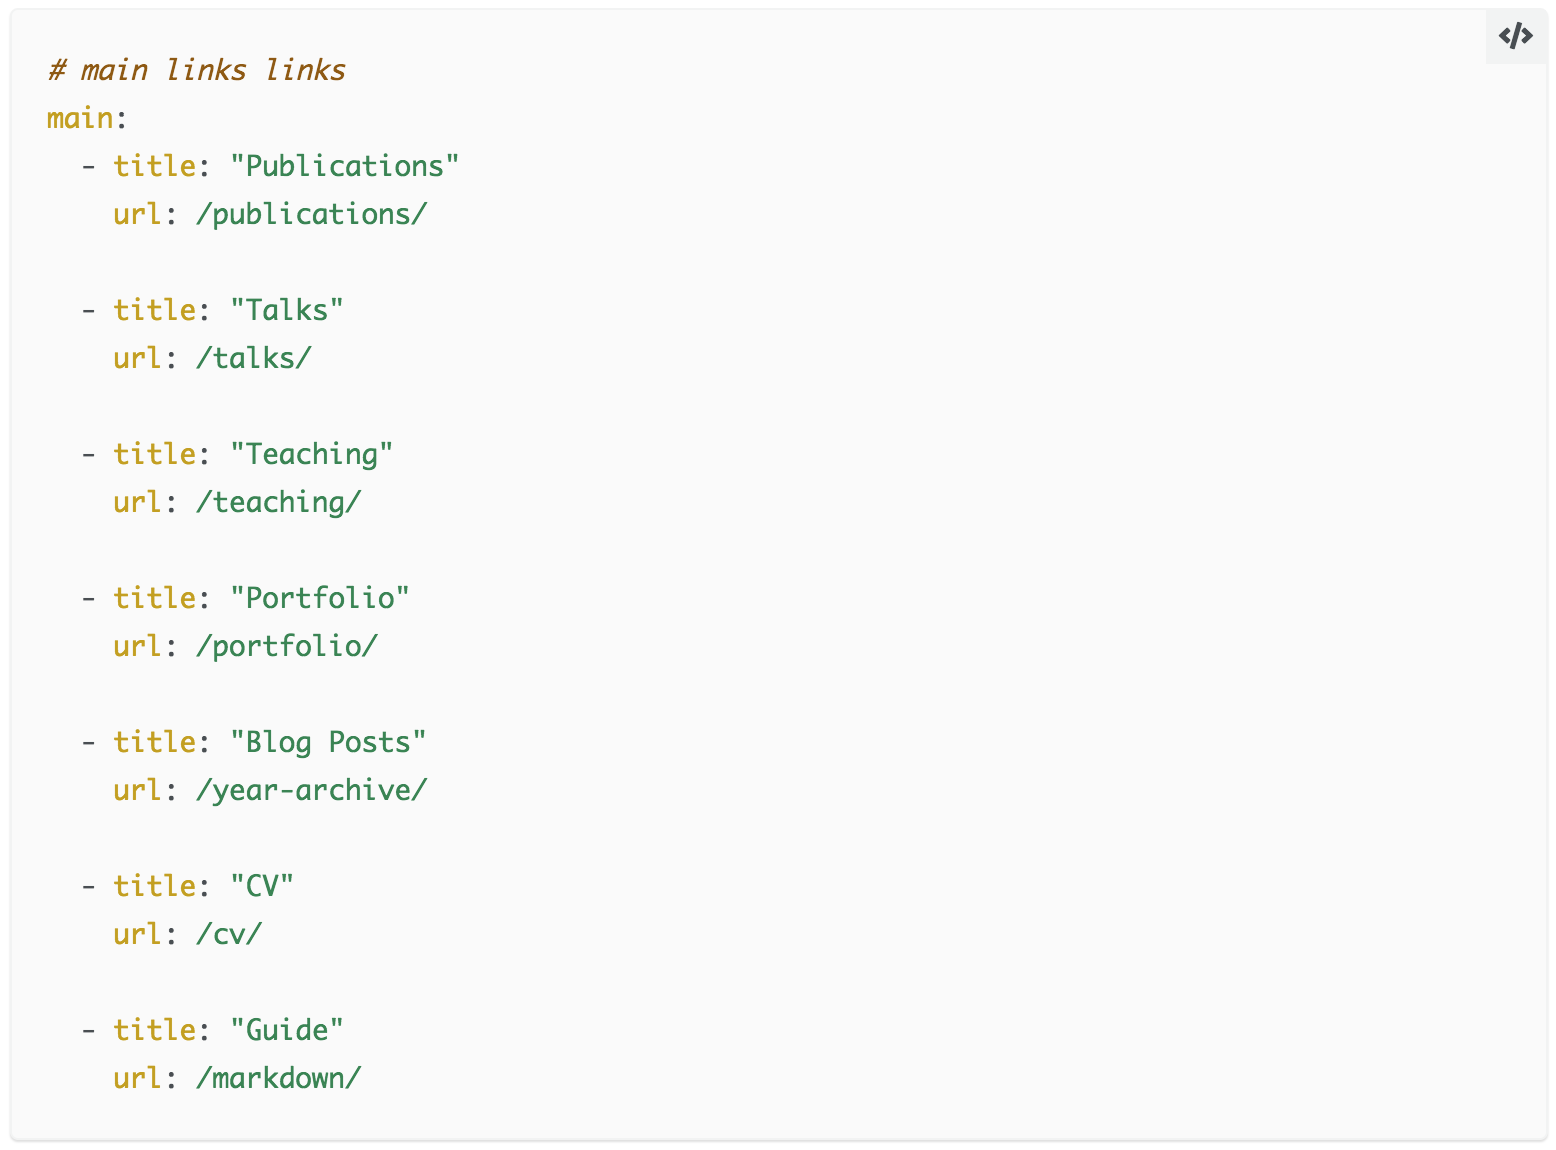 # main links links
main:
  - title: "Publications"
    url: /publications/

  - title: "Talks"
    url: /talks/

  - title: "Teaching"
    url: /teaching/

  - title: "Portfolio"
    url: /portfolio/

  - title: "Blog Posts"
    url: /year-archive/

  - title: "CV"
    url: /cv/

  - title: "Guide"
    url: /markdown/